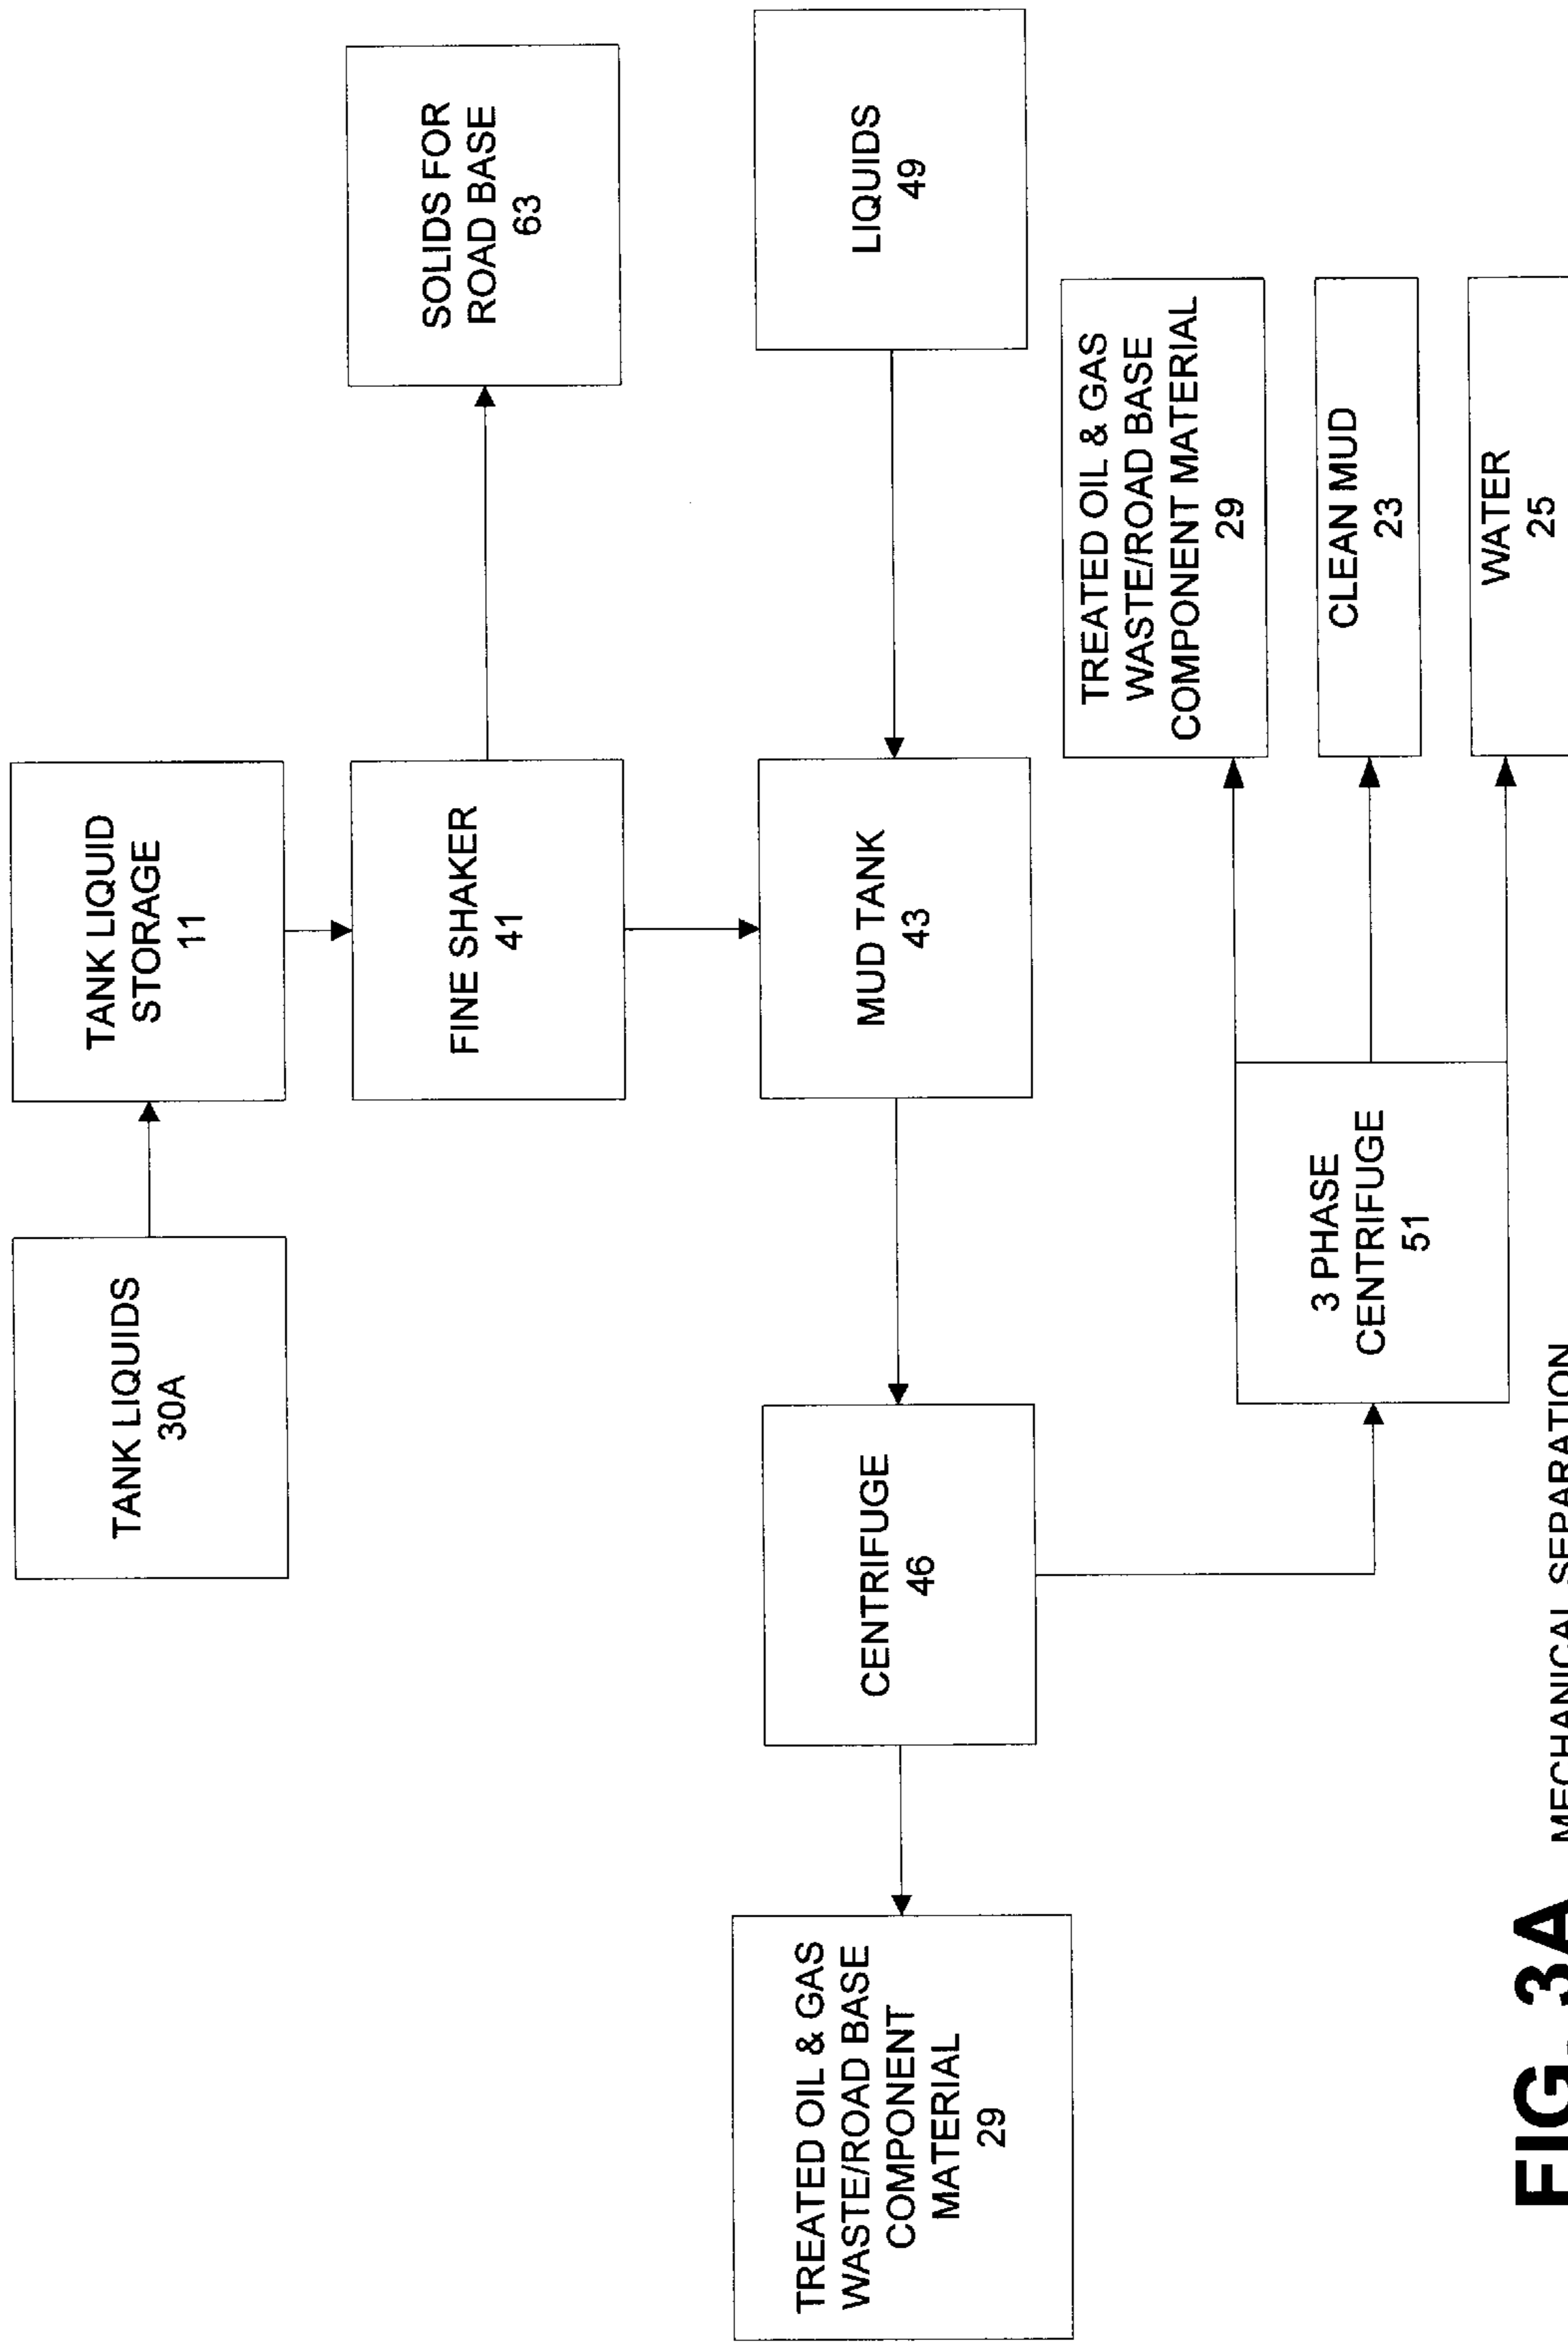 TANK LIQUIDS
30A
TANK LIQUID
STORAGE
11
FINE SHAKER
41
SOLIDS FOR
ROAD BASE
63
TREATED OIL & GAS
WASTE/ROAD BASE
COMPONENT
MATERIAL
29
CENTRIFUGE
46
MUD TANK
43
LIQUIDS
49
3 PHASE
CENTRIFUGE
51
TREATED OIL & GAS
WASTE/ROAD BASE
COMPONENT MATERIAL
29
CLEAN MUD
23
WATER
25
FIG. 3A MECHANICAL SEPARATION